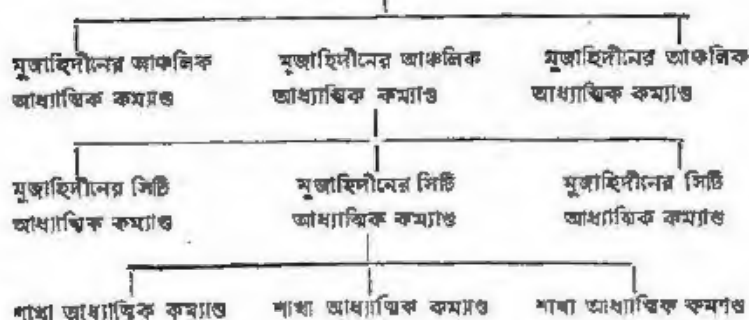 মুজাহিদীনের আঞ্চলিক মুজাহিদীনের আঞ্চলিক মুজাহিদীনের আঞ্চলিক
আধ্যাত্মিক কম্যাণ্ড আধ্যাত্মিক কম্যাণ্ড আধ্যাত্মিক কম্যাণ্ড
মুজাহিদীনের সিটি মুজাহিদীনের সিটি মুজাহিদীনের সিটি
আধ্যাত্মিক কম্যাণ্ড আধ্যাত্মিক কম্যাণ্ড আধ্যাত্মিক কম্যাণ্ড
শাখা আধ্যাত্মিক কম্যাণ্ড শাখা আধ্যাত্মিক কম্যাণ্ড শাখা আধ্যাত্মিক কমাণ্ড